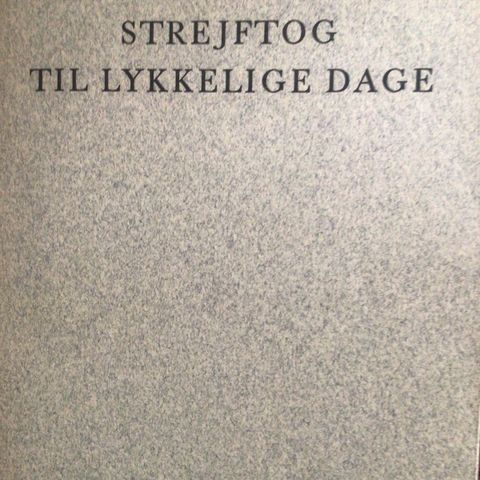 STREJFTOG
TIL LYKKELIGE DAGE